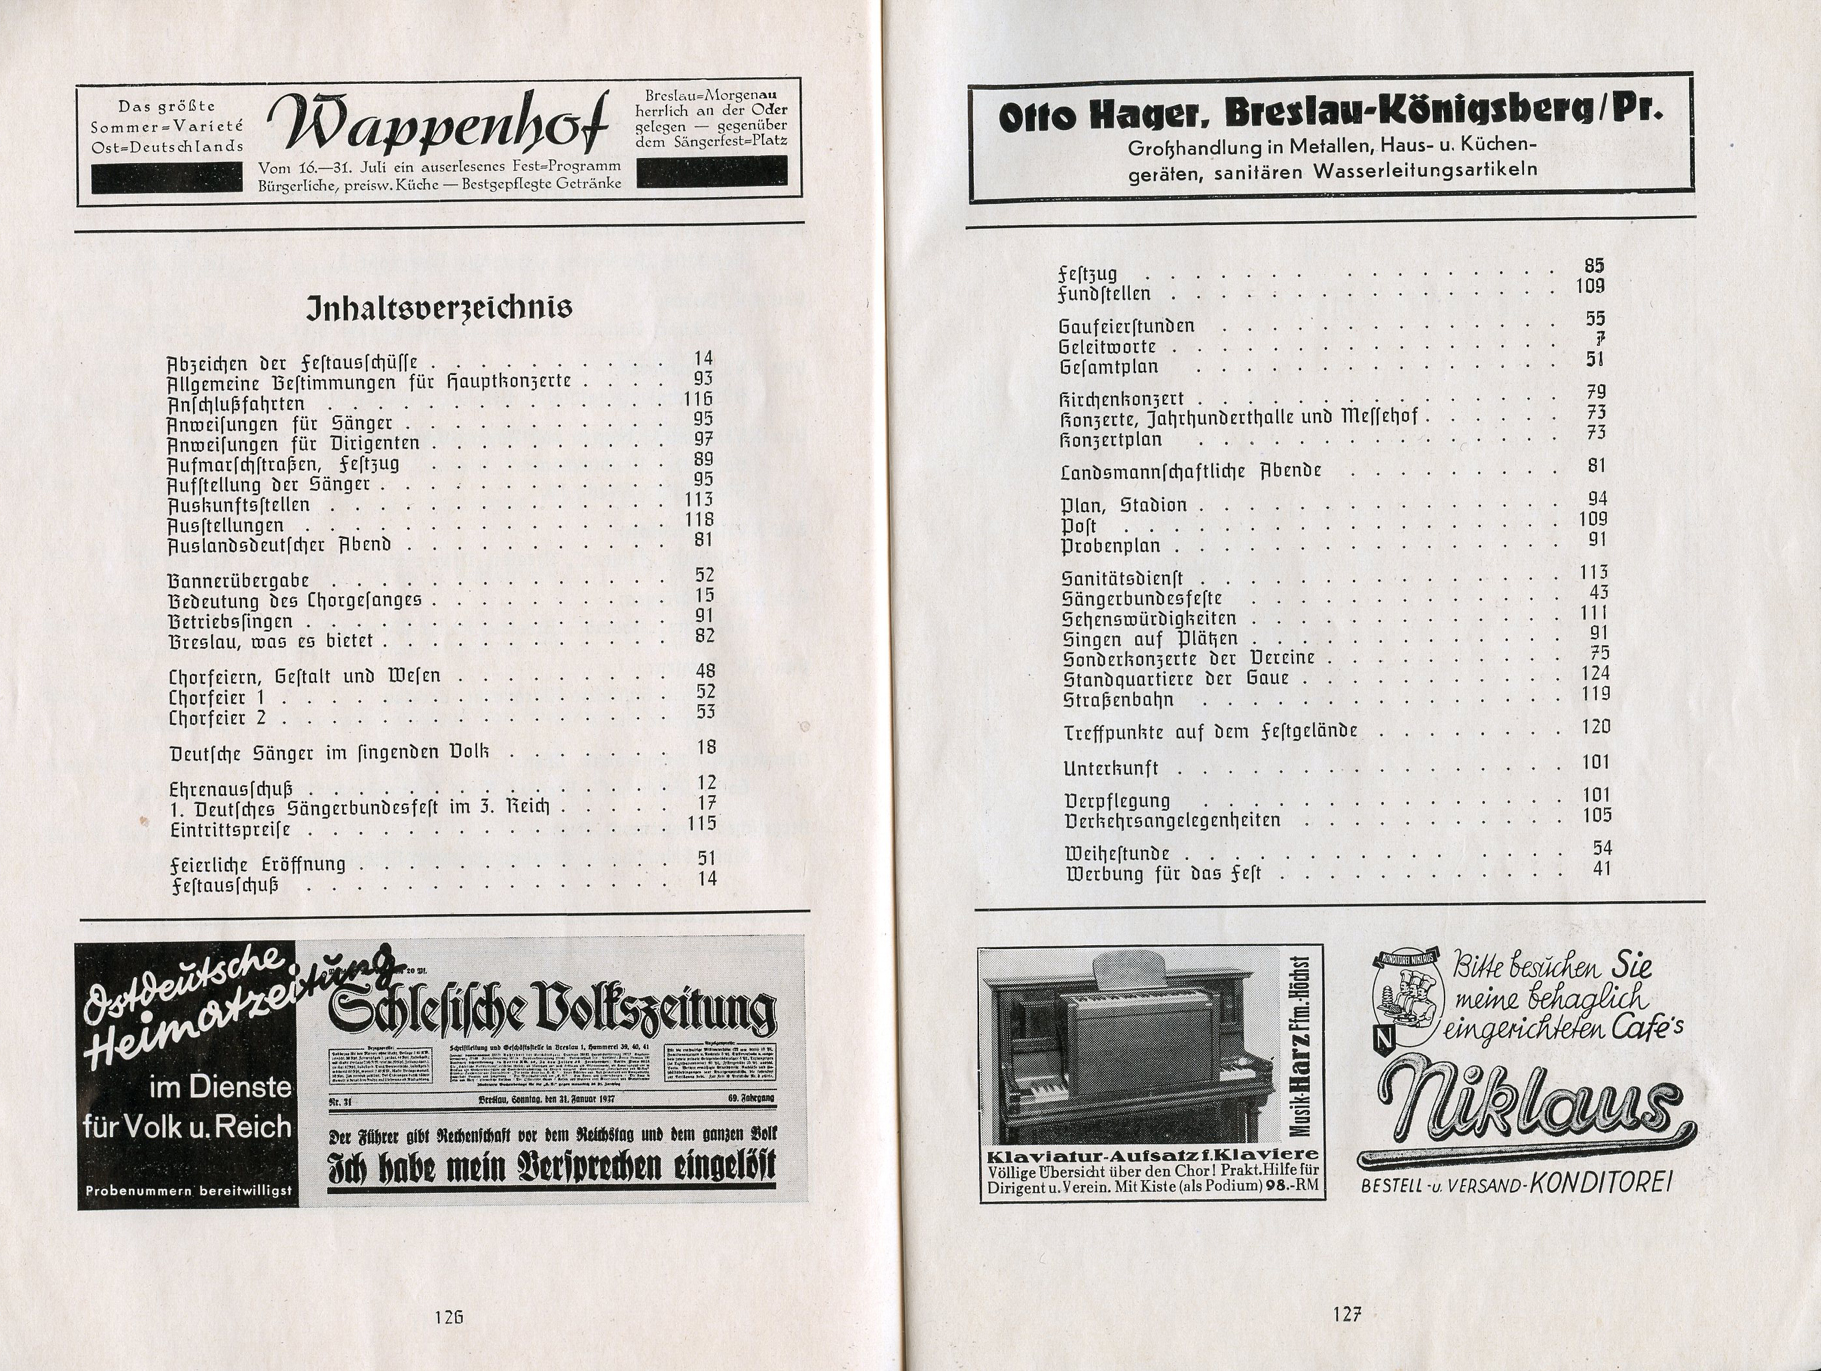 Das größte
Sommer=Varieté
Ost=Deutschlands
Wappenhof
Vom 16.—31. Juli ein auserlesenes Fest=Programm
Bürgerliche, preisw. Küche — Bestgepflegte Getränke
Breslau=Morgenau
herrlich an der Oder
gelegen — gegenüber
dem Sängerfest=Platz
Inhaltsverzeichnis
Abzeichen der Festausschüsse . . . . . . . . . . 14
Allgemeine Bestimmungen für Hauptkonzerte . . . . 93
Anschlußfahrten . . . . . . . . . . . . . . 116
Anweisungen für Sänger . . . . . . . . . . . 95
Anweisungen für Dirigenten . . . . . . . . . . 97
Aufmarschstraßen, Festzug . . . . . . . . . . 89
Aufstellung der Sänger . . . . . . . . . . . . 95
Auskunftsstellen . . . . . . . . . . . . . . 113
Ausstellungen . . . . . . . . . . . . . . . 118
Auslandsdeutscher Abend . . . . . . . . . . . 81
Bannerübergabe . . . . . . . . . . . . . . 52
Bedeutung des Chorgesanges . . . . . . . . . . 15
Betriebssingen . . . . . . . . . . . . . . . 91
Breslau, was es bietet . . . . . . . . . . . . 82
Chorfeiern, Gestalt und Wesen . . . . . . . . . 48
Chorfeier 1 . . . . . . . . . . . . . . . . 52
Chorfeier 2 . . . . . . . . . . . . . . . . 53
Deutsche Sänger im singenden Volk . . . . . . . 18
Ehrenausschuß . . . . . . . . . . . . . . . 12
1. Deutsches Sängerbundesfest im 3. Reich . . . . . 17
Eintrittspreise . . . . . . . . . . . . . . . 115
Feierliche Eröffnung . . . . . . . . . . . . . 51
Festausschuß . . . . . . . . . . . . . . . 14
Ostdeutsche
Heimatzeitung
im Dienste
für Volk u. Reich
Probenummern bereitwilligst
Schlesische Volkszeitung
Schriftleitung und Geschäftsstelle in Breslau 1, Hummerei 39, 40, 41
Nr. 31 Breslau, Sonntag, den 31. Januar 1937 69. Jahrgang
Der Führer gibt Rechenschaft vor dem Reichstag und dem ganzen Volk
Ich habe mein Versprechen eingelöst
126
Otto Hager, Breslau-Königsberg/Pr.
Großhandlung in Metallen, Haus- u. Küchen-
geräten, sanitären Wasserleitungsartikeln
Festzug . . . . . . . . . . . . . . . . 85
Fundstellen . . . . . . . . . . . . . . . 109
Gaufeierstunden . . . . . . . . . . . . . 55
Geleitworte . . . . . . . . . . . . . . . 7
Gesamtplan . . . . . . . . . . . . . . . 51
Kirchenkonzert . . . . . . . . . . . . . . 79
Konzerte, Jahrhunderthalle und Messehof . . . . . 73
Konzertplan . . . . . . . . . . . . . . . 73
Landsmannschaftliche Abende . . . . . . . . . 81
Plan, Stadion . . . . . . . . . . . . . . 94
Post . . . . . . . . . . . . . . . . . 109
Probenplan . . . . . . . . . . . . . . . 91
Sanitätsdienst . . . . . . . . . . . . . . 113
Sängerbundesfeste . . . . . . . . . . . . 43
Sehenswürdigkeiten . . . . . . . . . . . . 111
Singen auf Plätzen . . . . . . . . . . . . 91
Sonderkonzerte der Vereine . . . . . . . . . . 75
Standquartiere der Gaue . . . . . . . . . . . 124
Straßenbahn . . . . . . . . . . . . . . 119
Treffpunkte auf dem Festgelände . . . . . . . . 120
Unterkunft . . . . . . . . . . . . . . . 101
Verpflegung . . . . . . . . . . . . . . 101
Verkehrsangelegenheiten . . . . . . . . . . 105
Weihestunde . . . . . . . . . . . . . . 54
Werbung für das Fest . . . . . . . . . . . . 41
Musik-Harz Ffm.-Höchst
Klaviatur-Aufsatz f. Klaviere
Völlige Übersicht über den Chor! Prakt. Hilfe für
Dirigent u. Verein. Mit Kiste (als Podium) 98.-RM
KONDITOREI NIKLAUS
N
Bitte besuchen Sie
meine behaglich
eingerichteten Café's
Niklaus
BESTELL- u. VERSAND-KONDITOREI
127